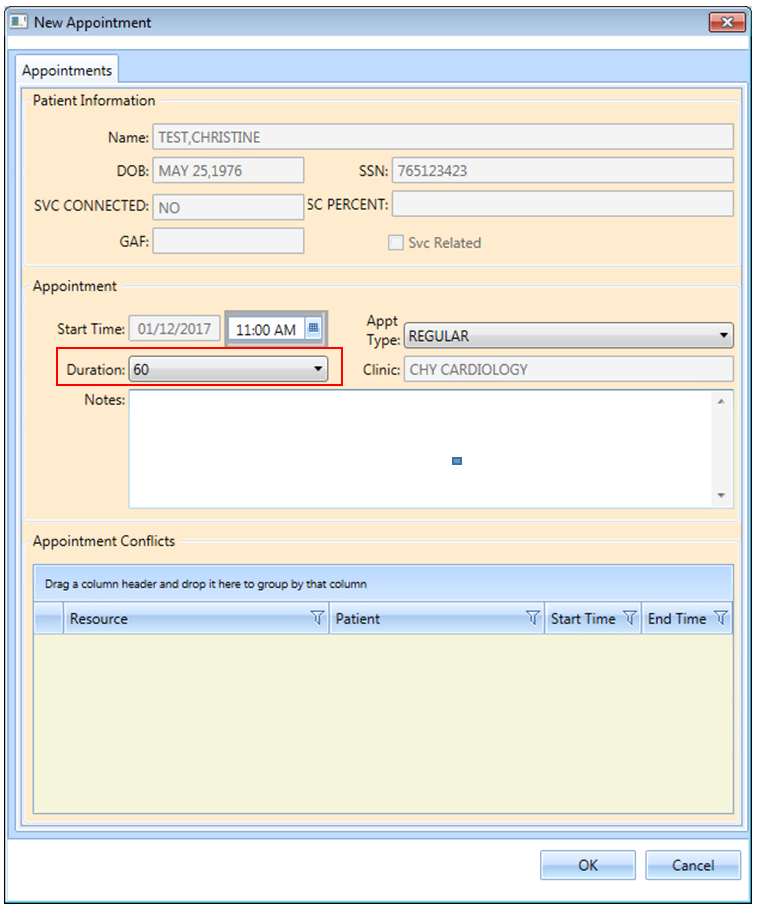 New Appointment
Appointments
Patient Information
Name: TEST,CHRISTINE
DOB: MAY 25,1976 SSN: 765123423
SVC CONNECTED: NO SC PERCENT:
GAF: Svc Related
Appointment
Start Time: 01/12/2017 11:00 AM Appt Type: REGULAR
Duration: 60 Clinic: CHY CARDIOLOGY
Notes:
Appointment Conflicts
Drag a column header and drop it here to group by that column
Resource Patient Start Time End Time
OK Cancel